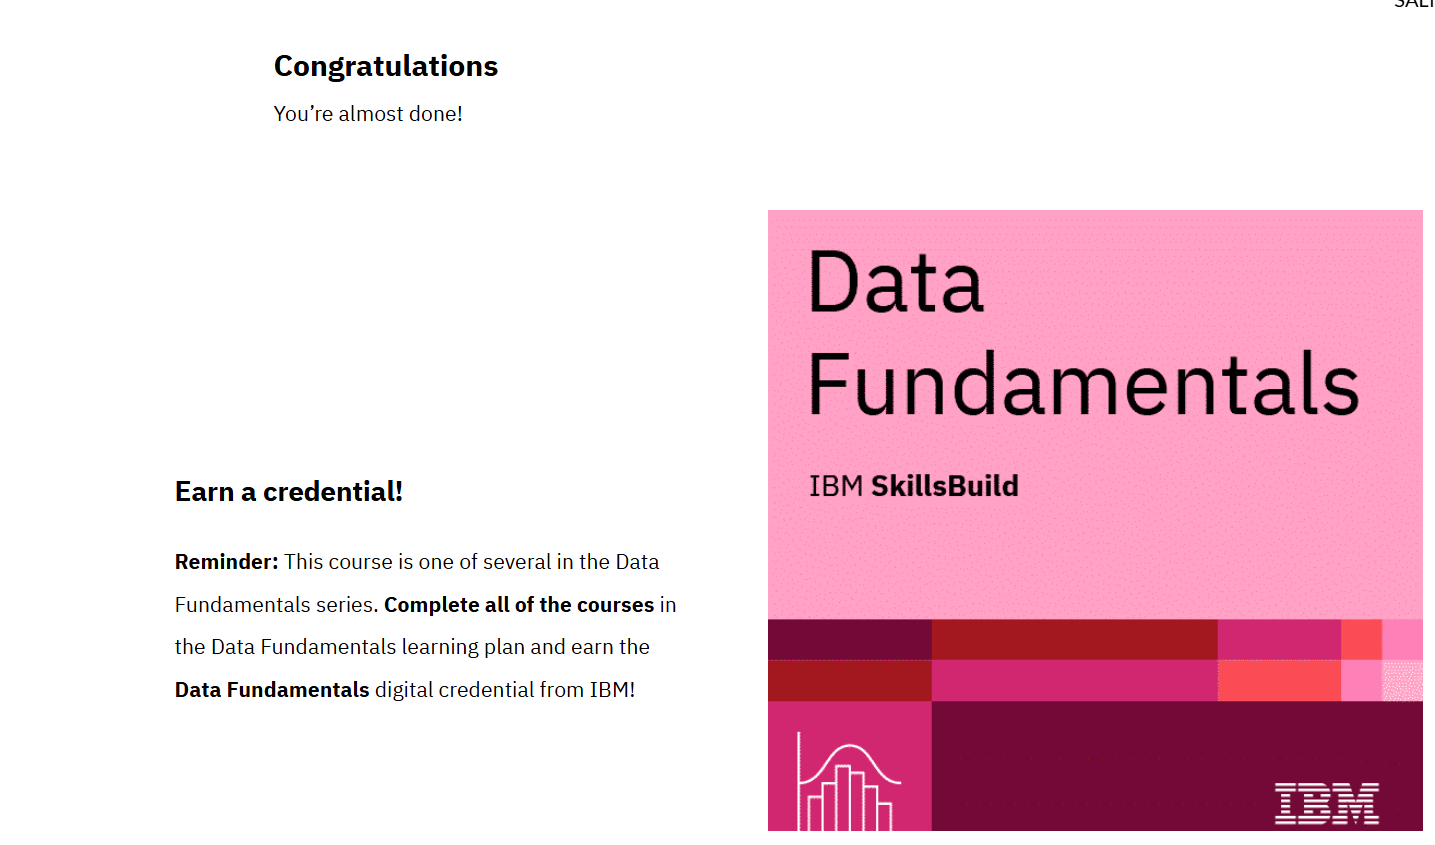 Congratulations
You’re almost done!
Data
Fundamentals
IBM SkillsBuild
Earn a credential!
Reminder: This course is one of several in the Data
Fundamentals series. Complete all of the courses in
the Data Fundamentals learning plan and earn the
Data Fundamentals digital credential from IBM!
IBM